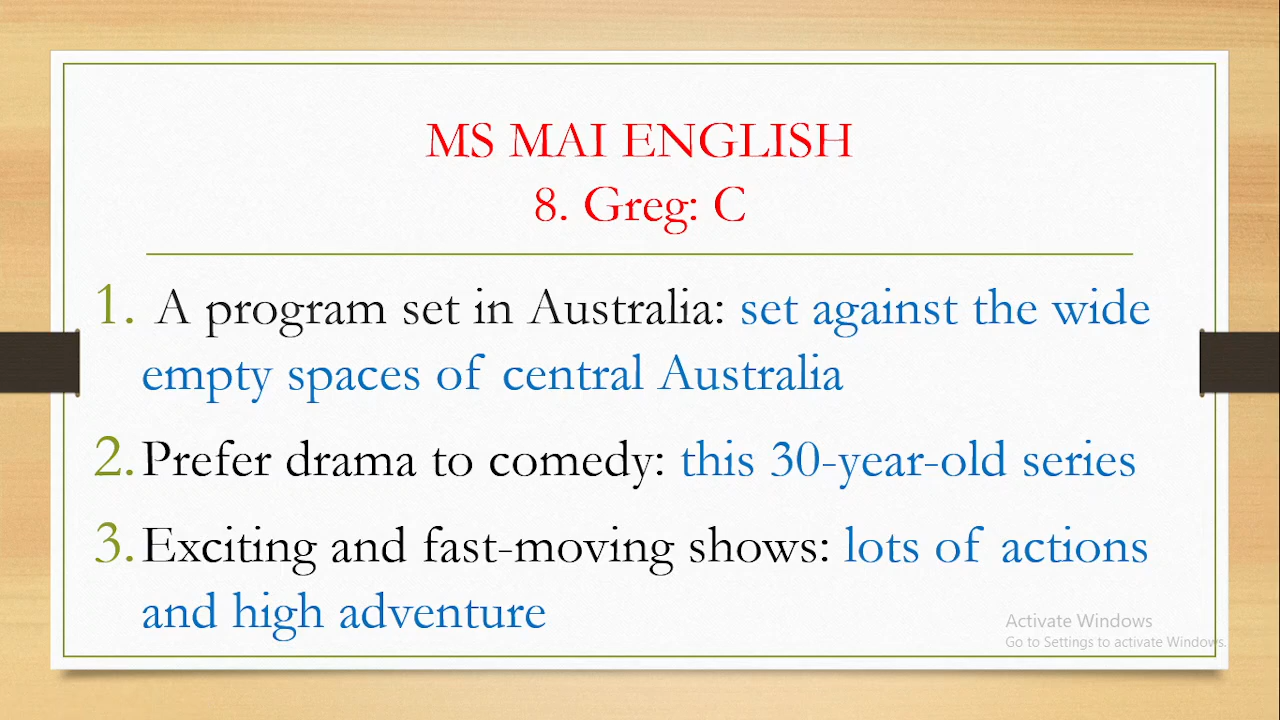 MS MAI ENGLISH
8. Greg: C
1. A program set in Australia: set against the wide
empty spaces of central Australia
2. Prefer drama to comedy: this 30-year-old series
3. Exciting and fast-moving shows: lots of actions
and high adventure
Activate Windows
Go to Settings to activate Windows.